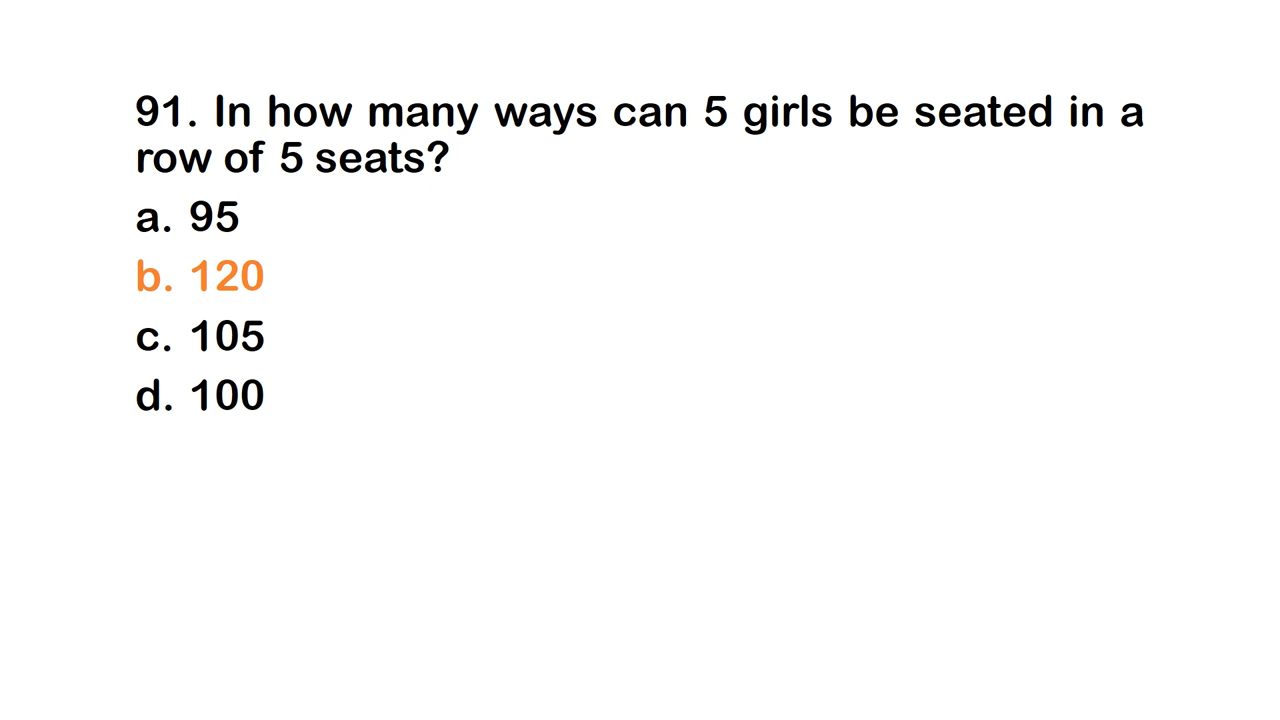 91. In how many ways can 5 girls be seated in a
row of 5 seats?
a. 95
b. 120
c. 105
d. 100